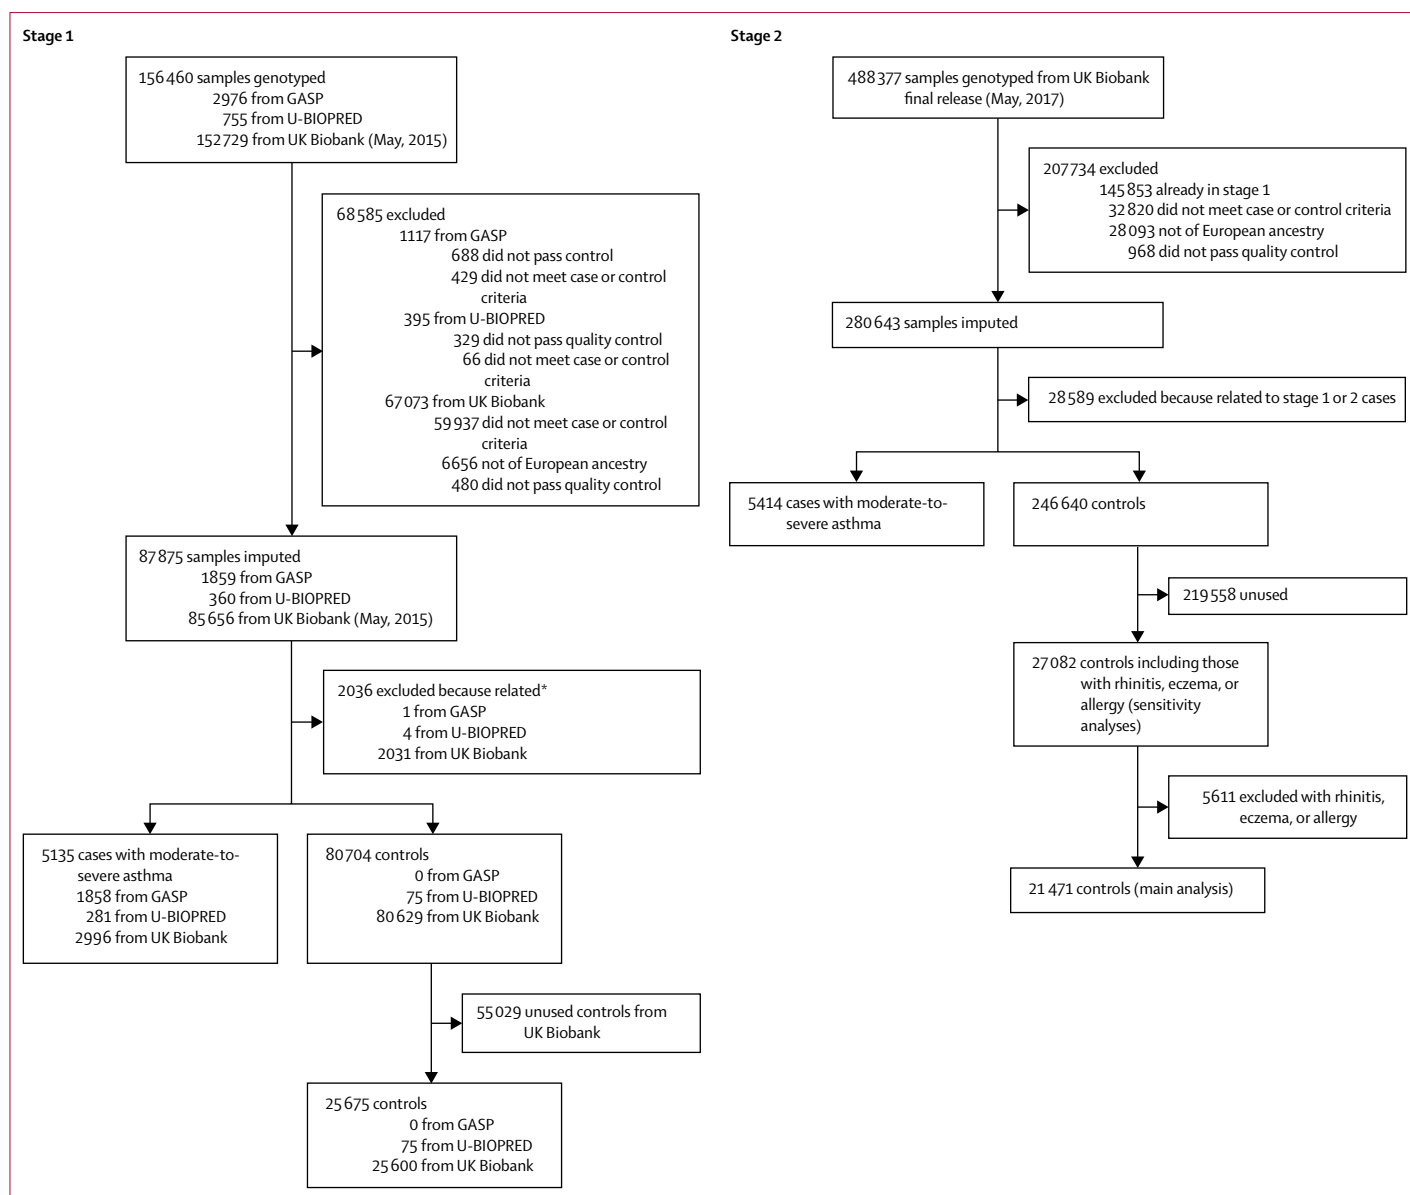 Stage 1
156 460 samples genotyped
2976 from GASP
755 from U-BIOPRED
152 729 from UK Biobank (May, 2015)
68 585 excluded
1117 from GASP
688 did not pass control
429 did not meet case or control
criteria
395 from U-BIOPRED
329 did not pass quality control
66 did not meet case or control
criteria
67 073 from UK Biobank
59 937 did not meet case or control
criteria
6656 not of European ancestry
480 did not pass quality control
87 875 samples imputed
1859 from GASP
360 from U-BIOPRED
85 656 from UK Biobank (May, 2015)
2036 excluded because related*
1 from GASP
4 from U-BIOPRED
2031 from UK Biobank
5135 cases with moderate-to-
severe asthma
1858 from GASP
281 from U-BIOPRED
2996 from UK Biobank
80 704 controls
0 from GASP
75 from U-BIOPRED
80 629 from UK Biobank
55 029 unused controls from
UK Biobank
25 675 controls
0 from GASP
75 from U-BIOPRED
25 600 from UK Biobank
Stage 2
488 377 samples genotyped from UK Biobank
final release (May, 2017)
207 734 excluded
145 853 already in stage 1
32 820 did not meet case or control criteria
28 093 not of European ancestry
968 did not pass quality control
280 643 samples imputed
28 589 excluded because related to stage 1 or 2 cases
5414 cases with moderate-to-
severe asthma
246 640 controls
219 558 unused
27 082 controls including those
with rhinitis, eczema, or
allergy (sensitivity
analyses)
5611 excluded with rhinitis,
eczema, or allergy
21 471 controls (main analysis)